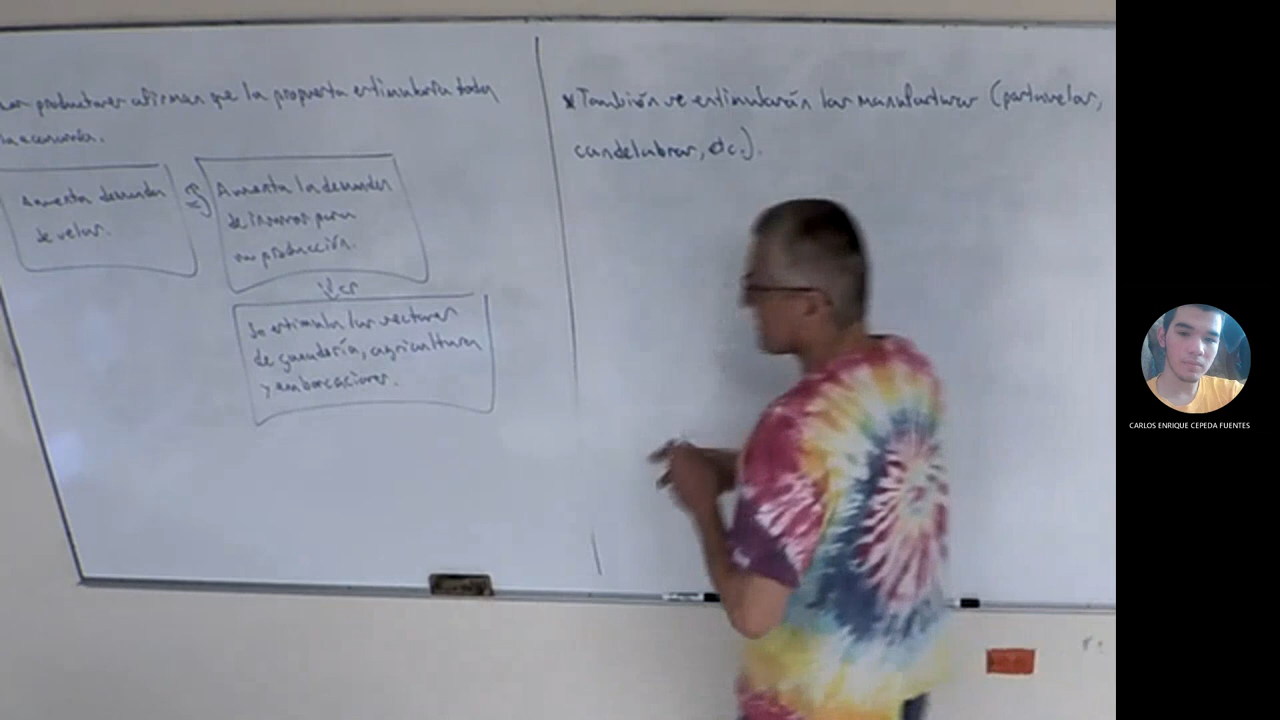 Los productores afirman que la propuesta estimularía toda
la economía.
Aumenta demanda
de velas.
Aumenta la demanda
de insumos para
su producción.
Se estimula los sectores
de ganadería, agricultura
y embarcaciones.
* También se estimularán las manufacturas (portavelas,
candelabros, etc.).
CARLOS ENRIQUE CEPEDA FUENTES